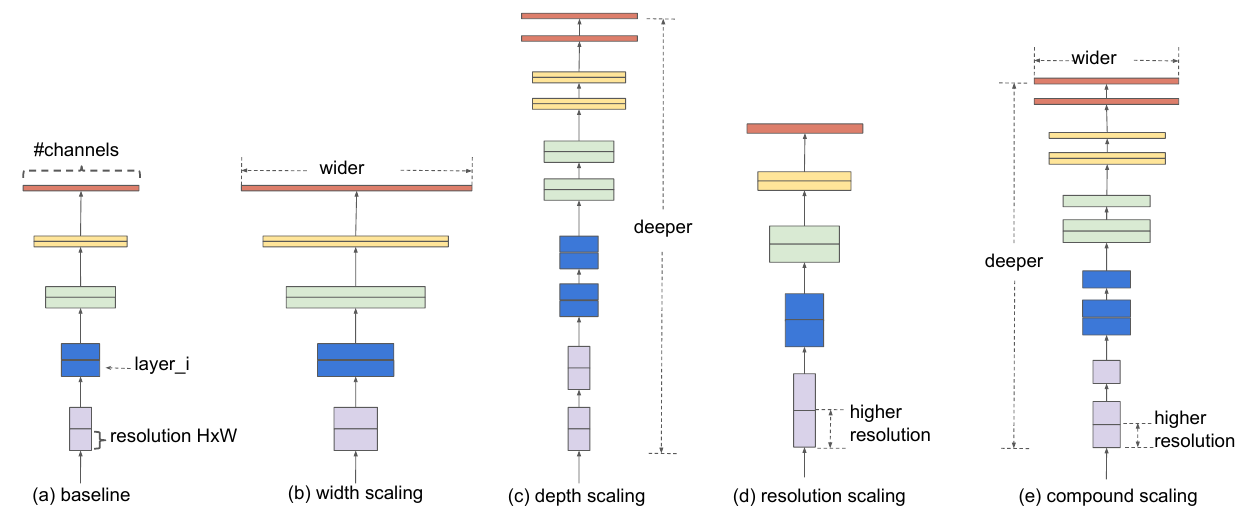 #channels
layer_i
resolution HxW
(a) baseline
wider
(b) width scaling
deeper
(c) depth scaling
higher
resolution
(d) resolution scaling
wider
deeper
higher
resolution
(e) compound scaling